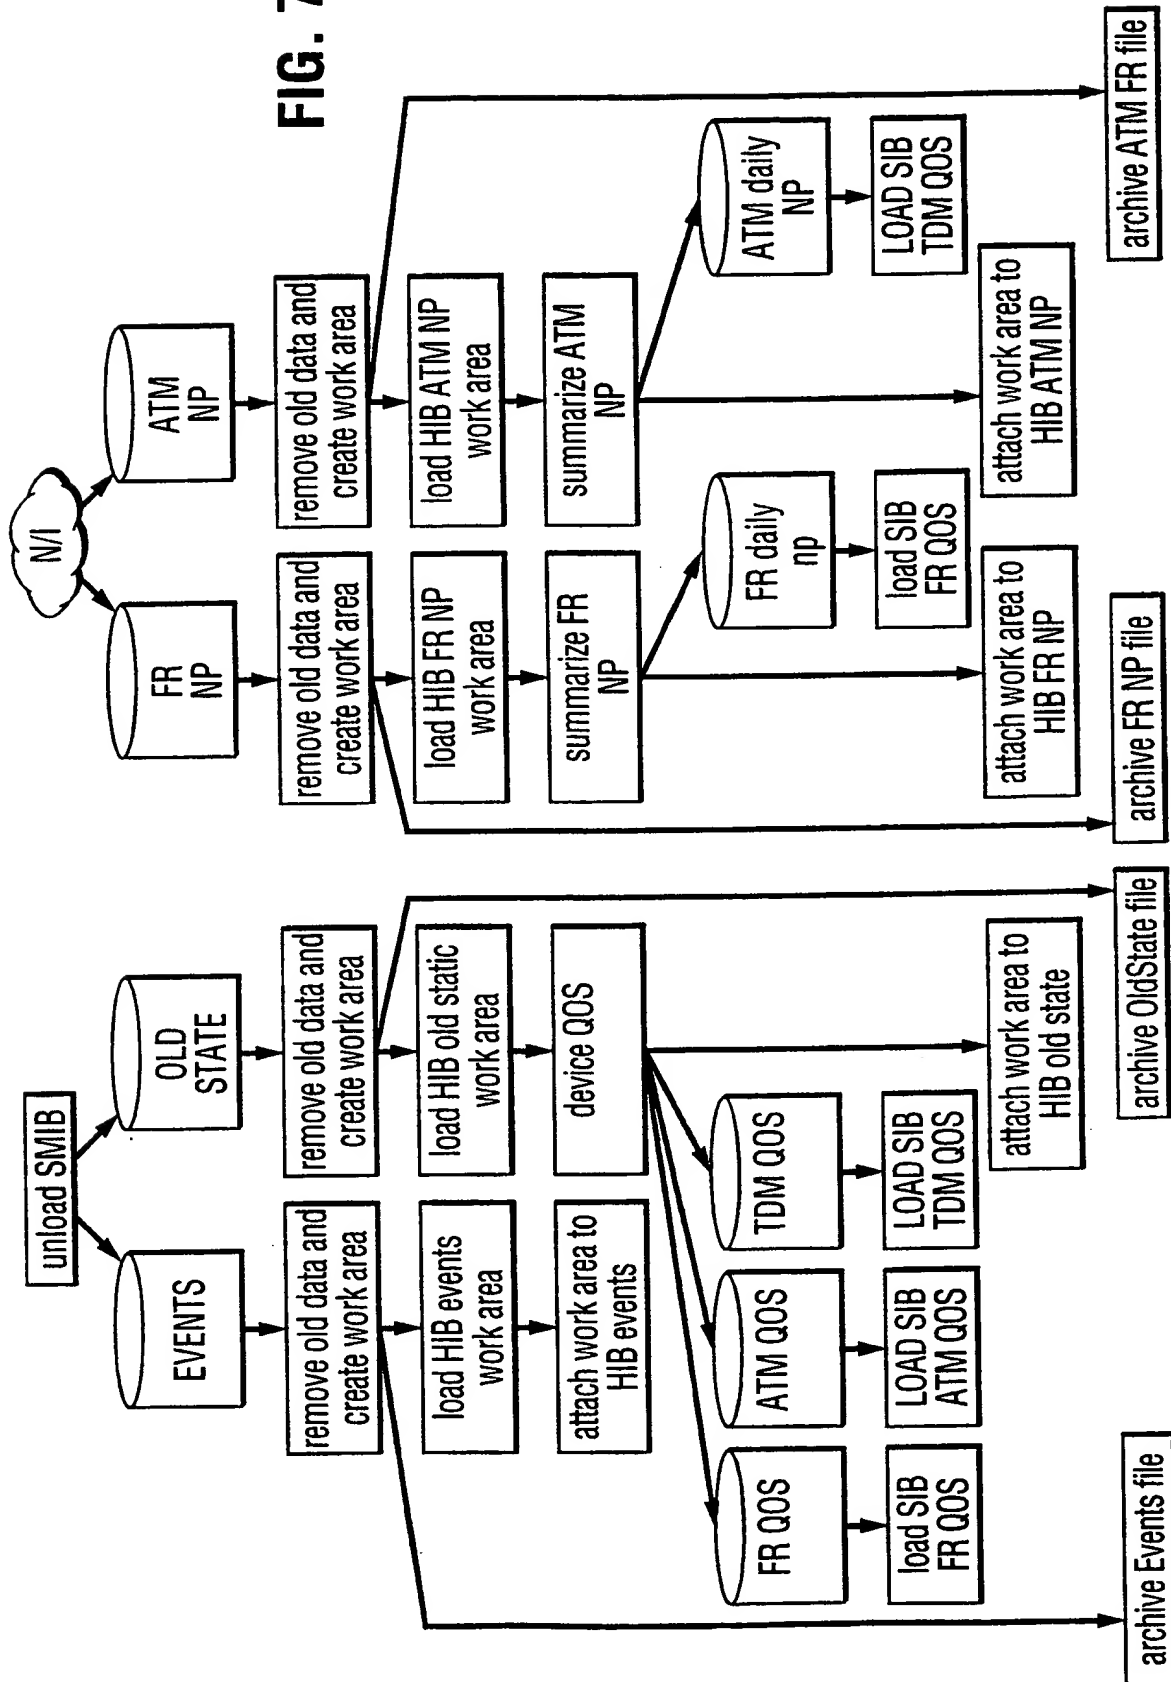 FIG. 7
unload SMIB
EVENTS
OLD
STATE
remove old data and
create work area
remove old data and
create work area
load HIB events
work area
load HIB old static
work area
attach work area to
HIB events
device QOS
FR QOS
ATM QOS
TDM QOS
load SIB
FR QOS
LOAD SIB
ATM QOS
LOAD SIB
TDM QOS
attach work area to
HIB old state
archive Events file
archive OldState file
N/I
FR
NP
ATM
NP
remove old data and
create work area
remove old data and
create work area
load HIB FR NP
work area
load HIB ATM NP
work area
summarize FR
NP
summarize ATM
NP
FR daily
np
ATM daily
NP
load SIB
FR QOS
LOAD SIB
TDM QOS
attach work area to
HIB FR NP
attach work area to
HIB ATM NP
archive FR NP file
archive ATM FR file